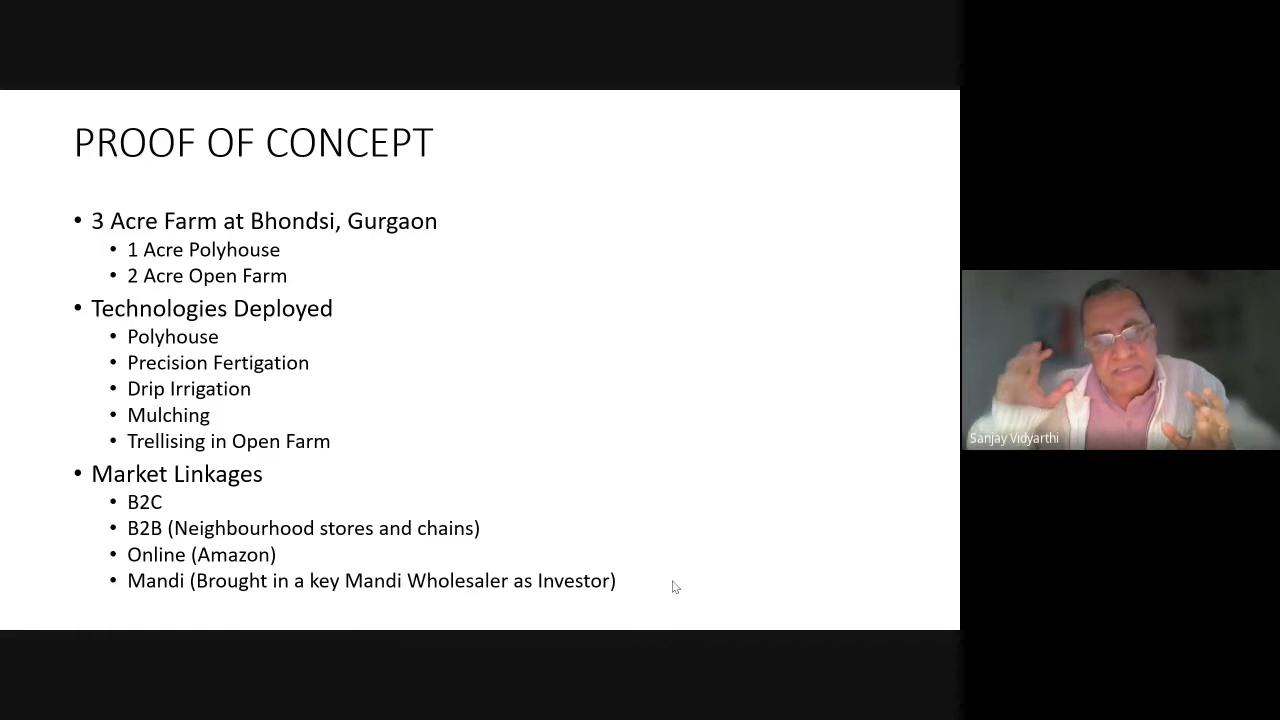 PROOF OF CONCEPT
• 3 Acre Farm at Bhondsi, Gurgaon
• 1 Acre Polyhouse
• 2 Acre Open Farm
• Technologies Deployed
• Polyhouse
• Precision Fertigation
• Drip Irrigation
• Mulching
• Trellising in Open Farm
• Market Linkages
• B2C
• B2B (Neighbourhood stores and chains)
• Online (Amazon)
• Mandi (Brought in a key Mandi Wholesaler as Investor)
Sanjay Vidyarthi